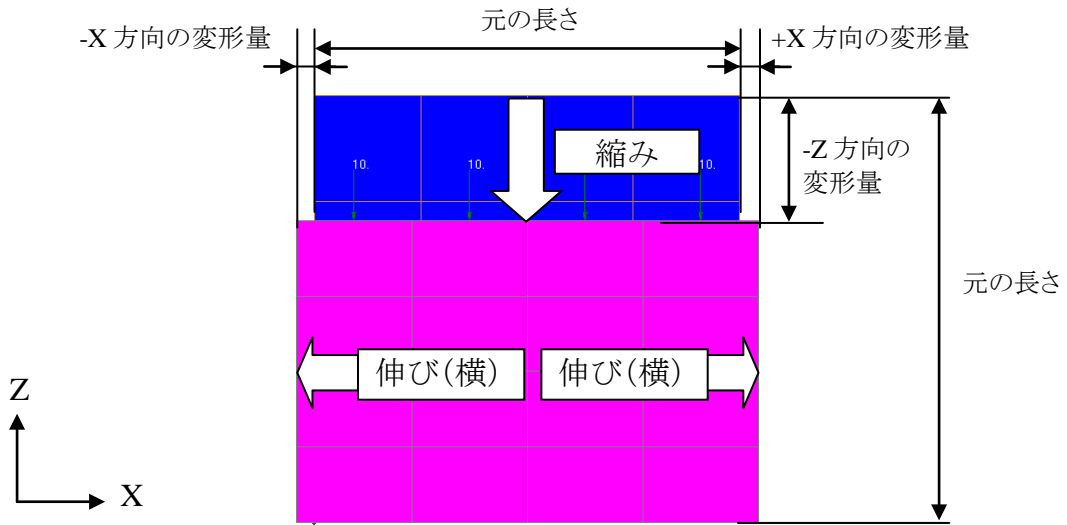 元の長さ
-X 方向の変形量
+X 方向の変形量
縮み
10.
10.
10.
-Z 方向の
変形量
元の長さ
伸び(横)
伸び(横)
Z
X